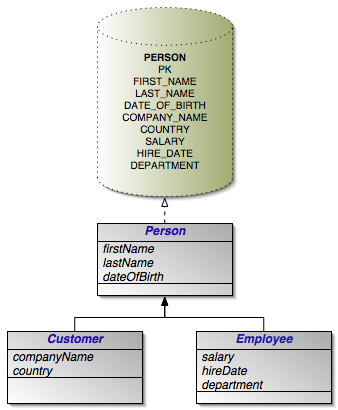 PERSON
PK
FIRST_NAME
LAST_NAME
DATE_OF_BIRTH
COMPANY_NAME
COUNTRY
SALARY
HIRE_DATE
DEPARTMENT
Person
firstName
lastName
dateOfBirth
Customer
companyName
country
Employee
salary
hireDate
department